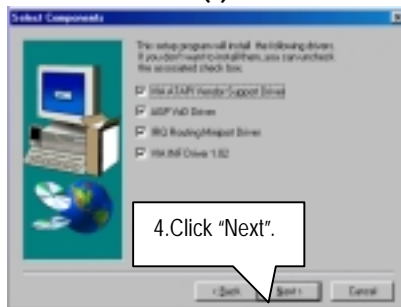 Select Components
The setup program will install the following drivers.
If you don't want to install them, you can uncheck
the associated check box.
VIA ATAPI Vendor Support Driver
AGP VxD Driver
IRQ Routing Miniport Driver
VIA INF Driver 1.02
4.Click “Next”.
< Back
Next >
Cancel